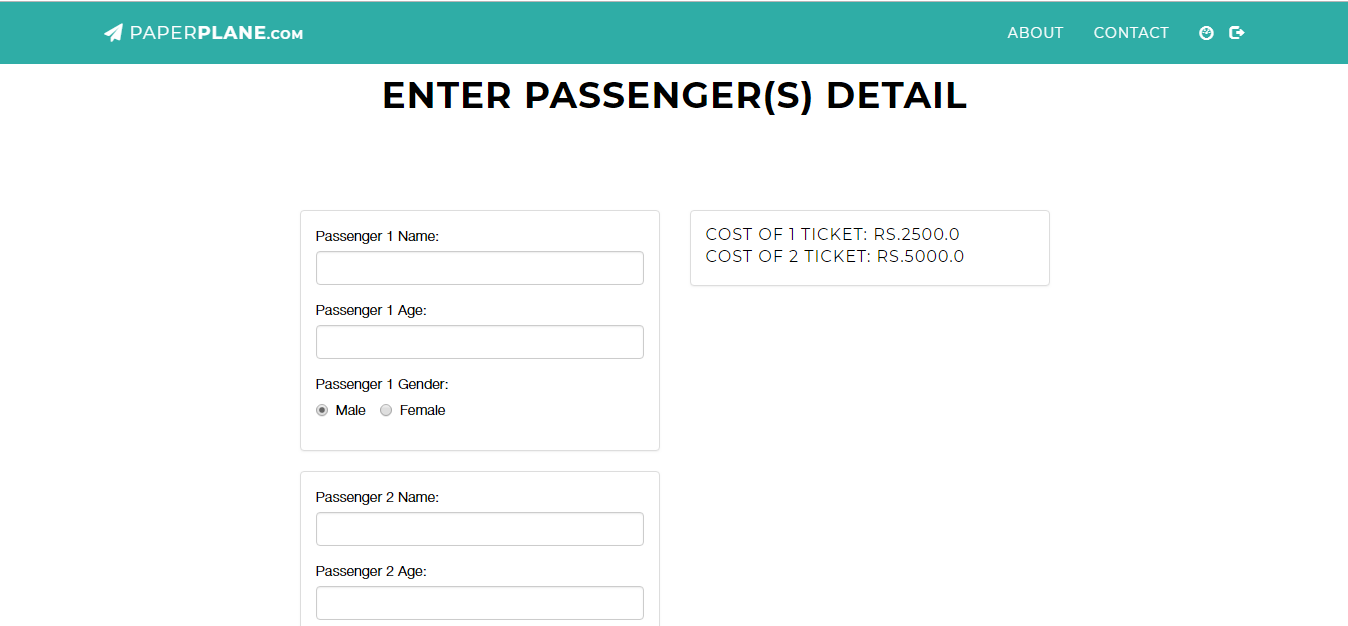 PAPERPLANE.COM
ABOUT CONTACT
ENTER PASSENGER(S) DETAIL
Passenger 1 Name:
Passenger 1 Age:
Passenger 1 Gender:
Male Female
COST OF 1 TICKET: RS.2500.0
COST OF 2 TICKET: RS.5000.0
Passenger 2 Name:
Passenger 2 Age: